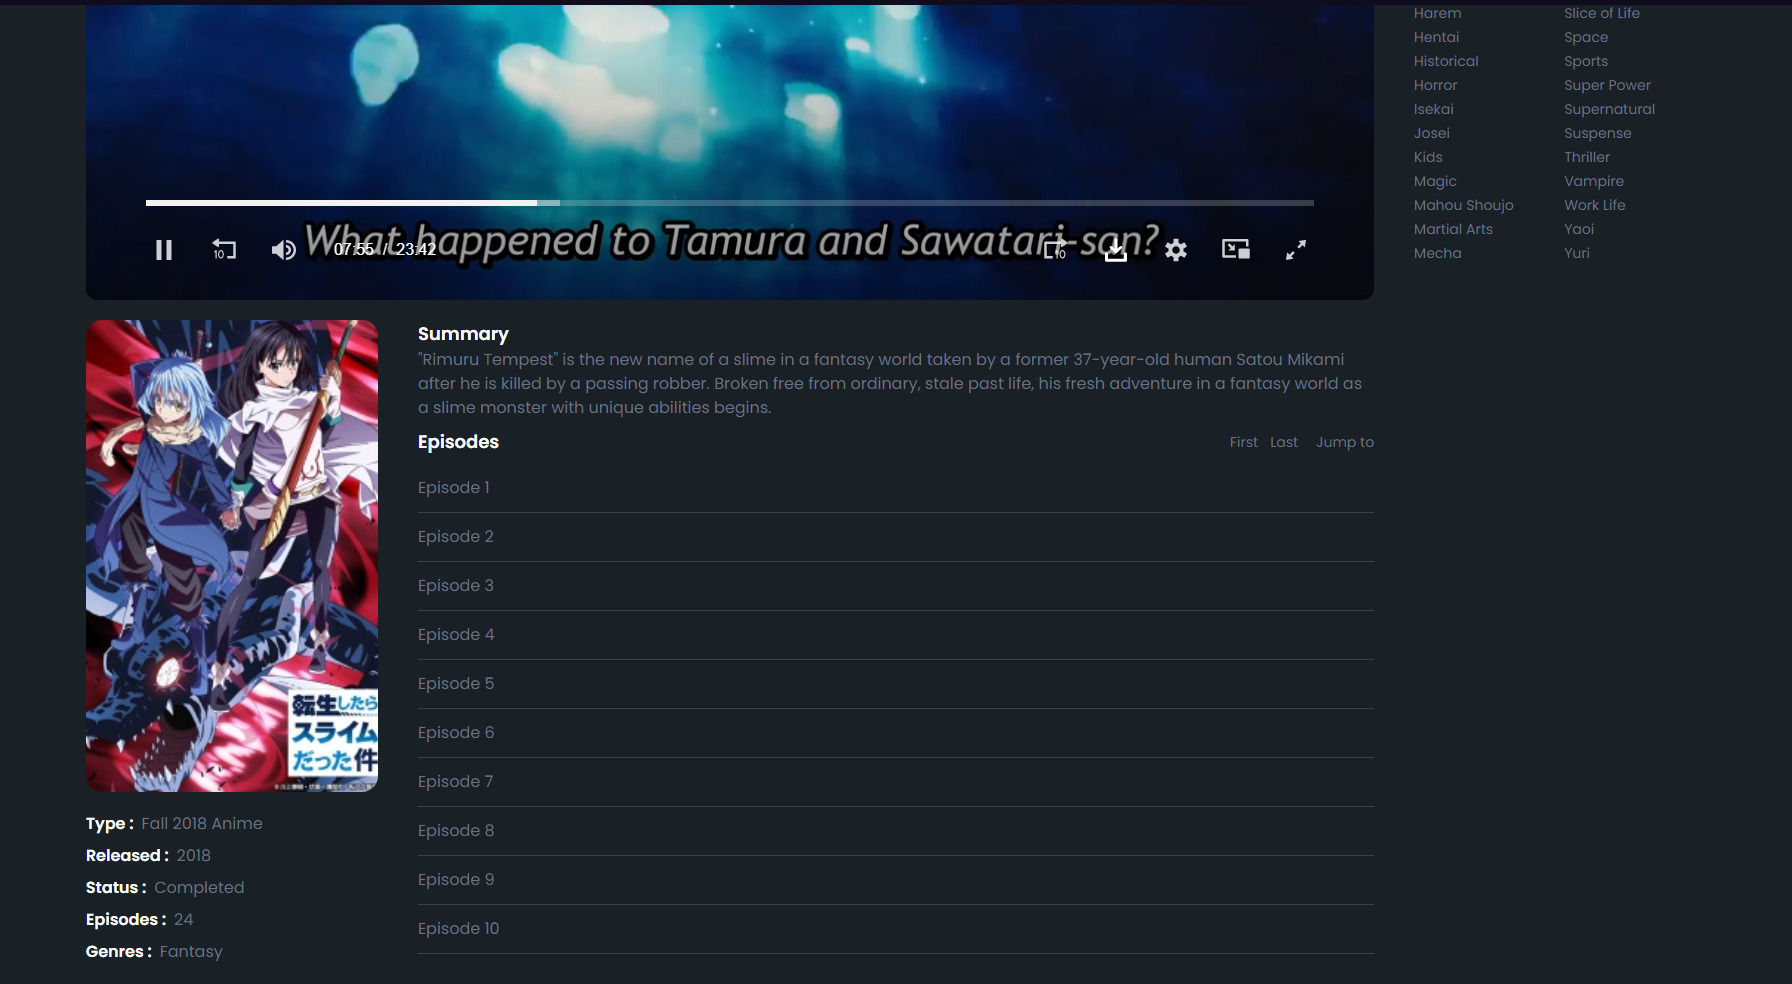 Harem
Hentai
Historical
Horror
Isekai
Josei
Kids
Magic
Mahou Shoujo
Martial Arts
Mecha
Slice of Life
Space
Sports
Super Power
Supernatural
Suspense
Thriller
Vampire
Work Life
Yaoi
Yuri
What happened to Tamura and Sawatari-san?
10
07:55 / 23:42
10
転生したら
スライム
だった件
Type : Fall 2018 Anime
Released : 2018
Status : Completed
Episodes : 24
Genres : Fantasy
Summary
"Rimuru Tempest" is the new name of a slime in a fantasy world taken by a former 37-year-old human Satou Mikami
after he is killed by a passing robber. Broken free from ordinary, stale past life, his fresh adventure in a fantasy world as
a slime monster with unique abilities begins.
Episodes
First Last Jump to
Episode 1
Episode 2
Episode 3
Episode 4
Episode 5
Episode 6
Episode 7
Episode 8
Episode 9
Episode 10